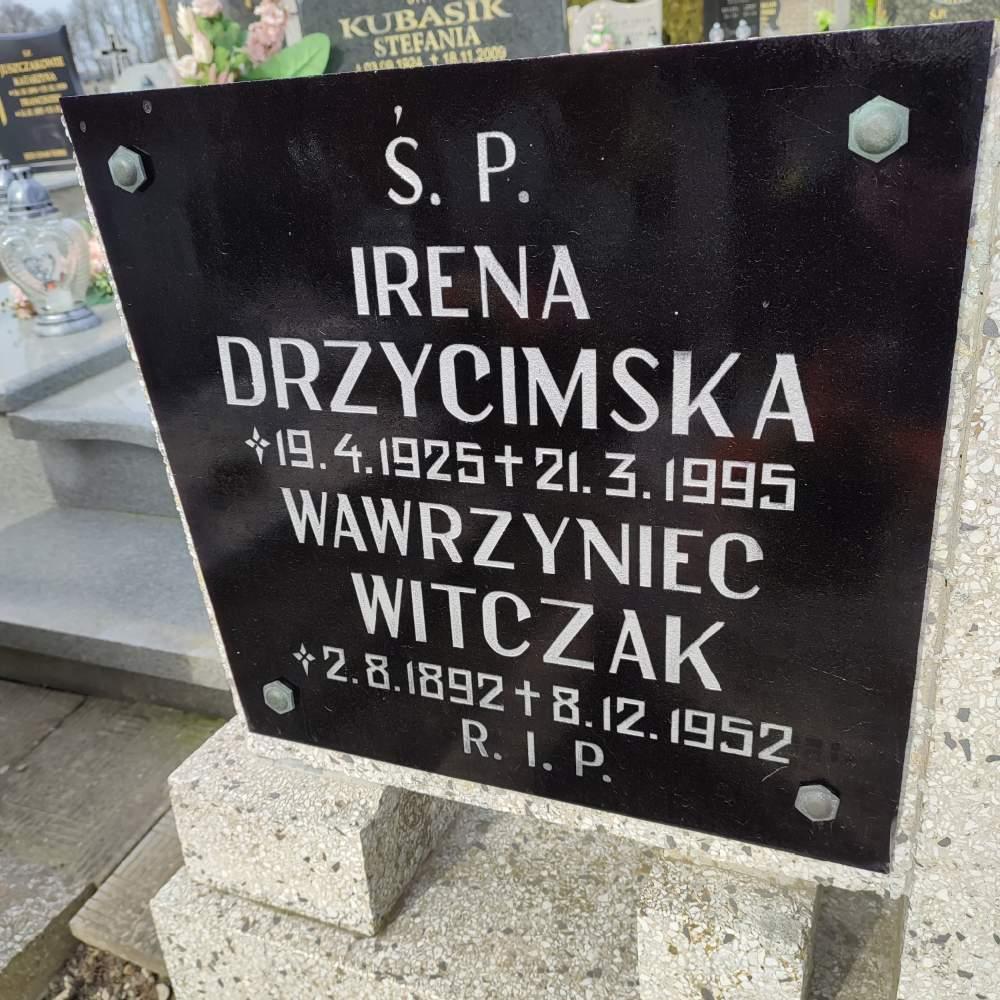 KUBASIK
STEFANIA
Ś. P.
IRENA
DRZYCIMSKA
19.4.1925 † 21.3.1995
WAWRZYNIEC
WITCZAK
2.8.1892 † 8.12.1952
R. I. P.